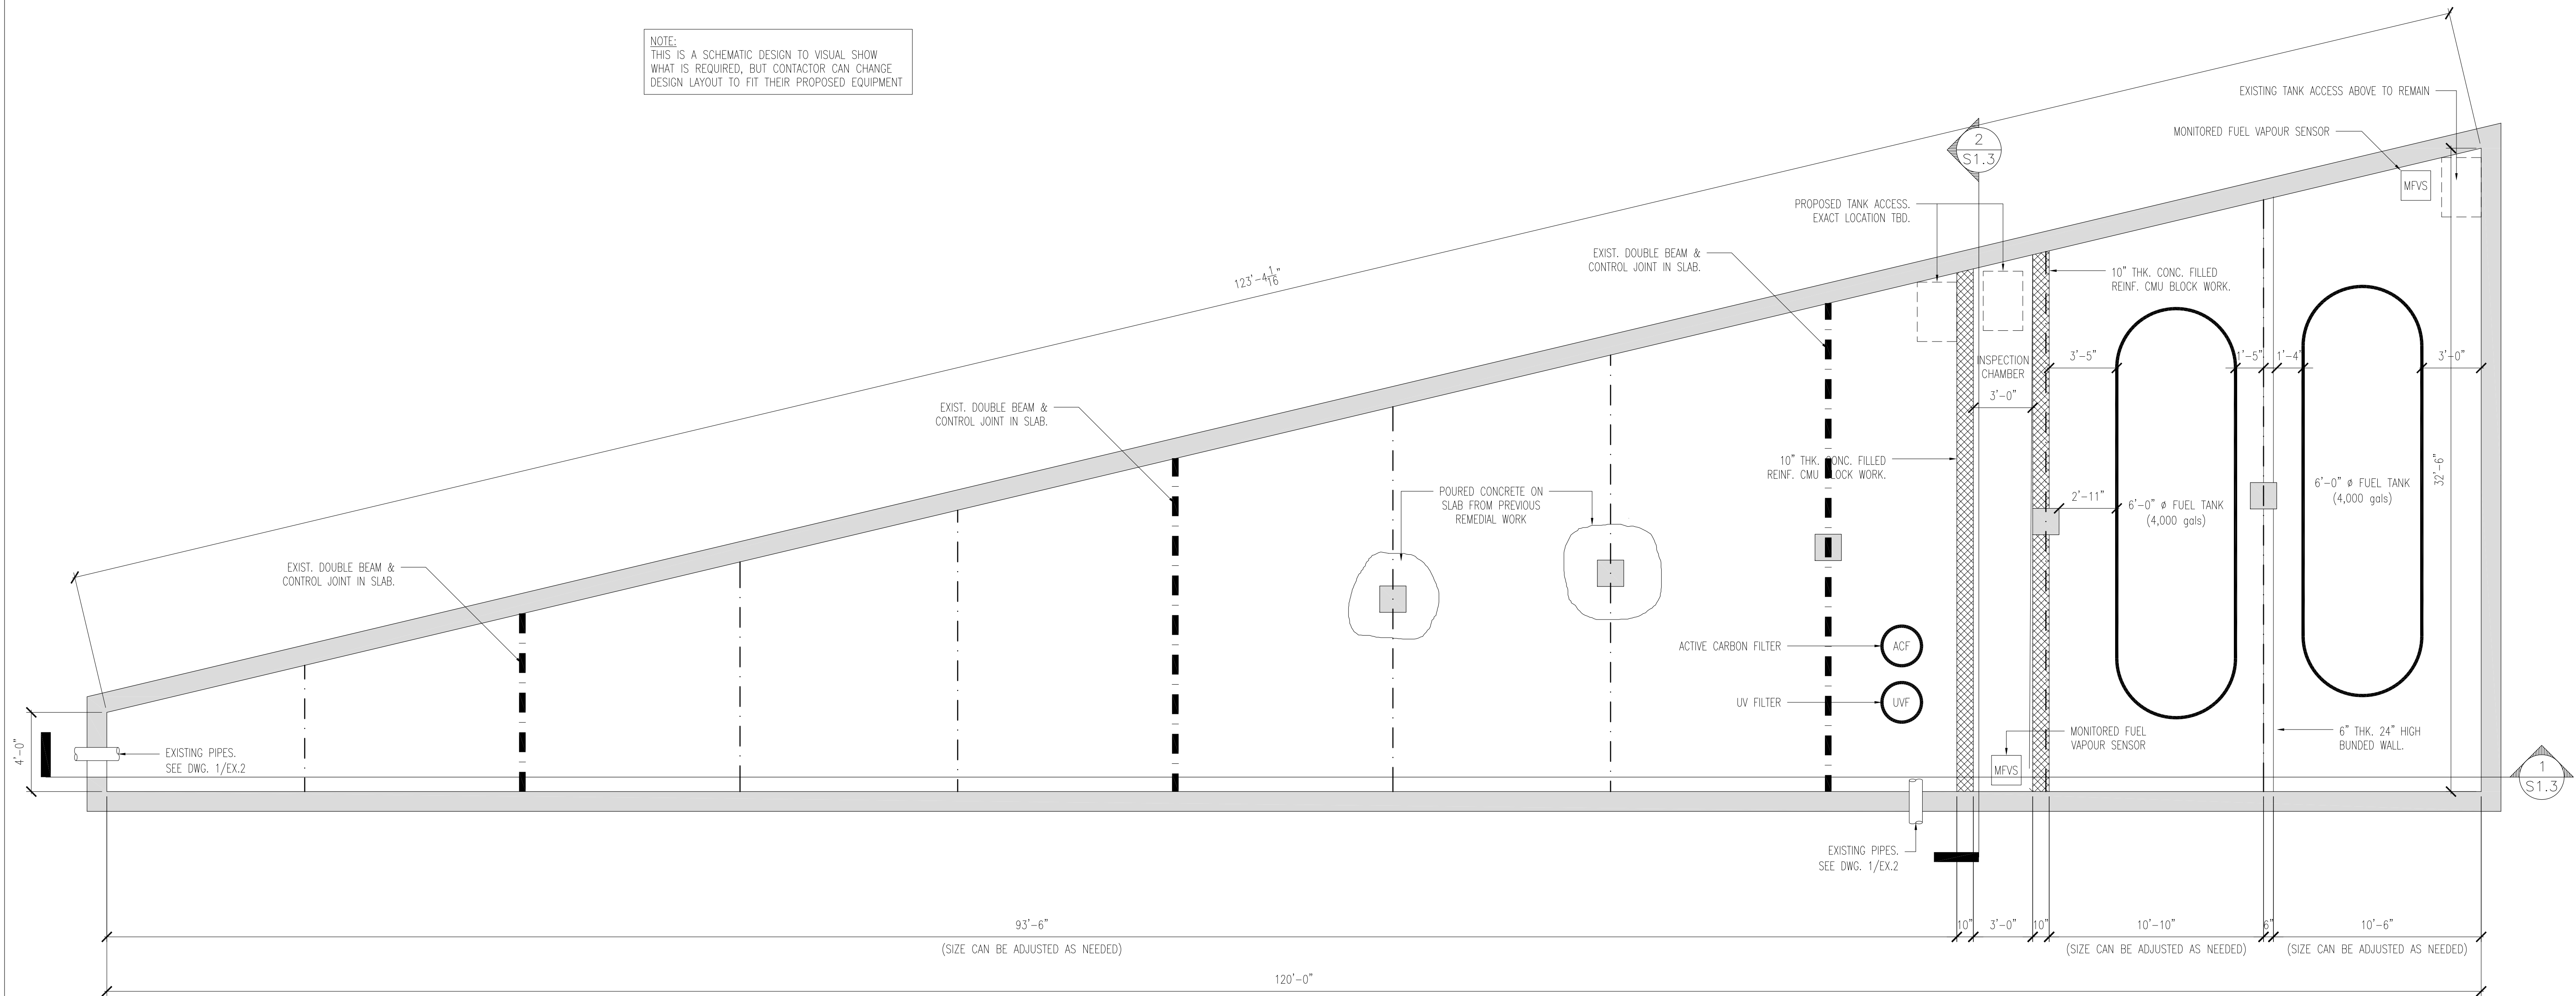 NOTE:
THIS IS A SCHEMATIC DESIGN TO VISUAL SHOW
WHAT IS REQUIRED, BUT CONTACTOR CAN CHANGE
DESIGN LAYOUT TO FIT THEIR PROPOSED EQUIPMENT
EXISTING TANK ACCESS ABOVE TO REMAIN
MONITORED FUEL VAPOUR SENSOR
MFVS
2
S1.3
PROPOSED TANK ACCESS.
EXACT LOCATION TBD.
EXIST. DOUBLE BEAM &
CONTROL JOINT IN SLAB.
123'-4 1/16"
10" THK. CONC. FILLED
REINF. CMU BLOCK WORK.
INSPECTION
CHAMBER
3'-0"
3'-5"
1'-5"
1'-4"
3'-0"
EXIST. DOUBLE BEAM &
CONTROL JOINT IN SLAB.
10" THK. CONC. FILLED
REINF. CMU BLOCK WORK.
POURED CONCRETE ON
SLAB FROM PREVIOUS
REMEDIAL WORK
2'-11"
6'-0" ø FUEL TANK
(4,000 gals)
6'-0" ø FUEL TANK
(4,000 gals)
32'-6"
EXIST. DOUBLE BEAM &
CONTROL JOINT IN SLAB.
ACTIVE CARBON FILTER
ACF
UV FILTER
UVF
4'-0"
EXISTING PIPES.
SEE DWG. 1/EX.2
MONITORED FUEL
VAPOUR SENSOR
MFVS
6" THK. 24" HIGH
BUNDED WALL.
1
S1.3
EXISTING PIPES.
SEE DWG. 1/EX.2
93'-6"
(SIZE CAN BE ADJUSTED AS NEEDED)
10"
3'-0"
10"
10'-10"
(SIZE CAN BE ADJUSTED AS NEEDED)
6"
10'-6"
(SIZE CAN BE ADJUSTED AS NEEDED)
120'-0"